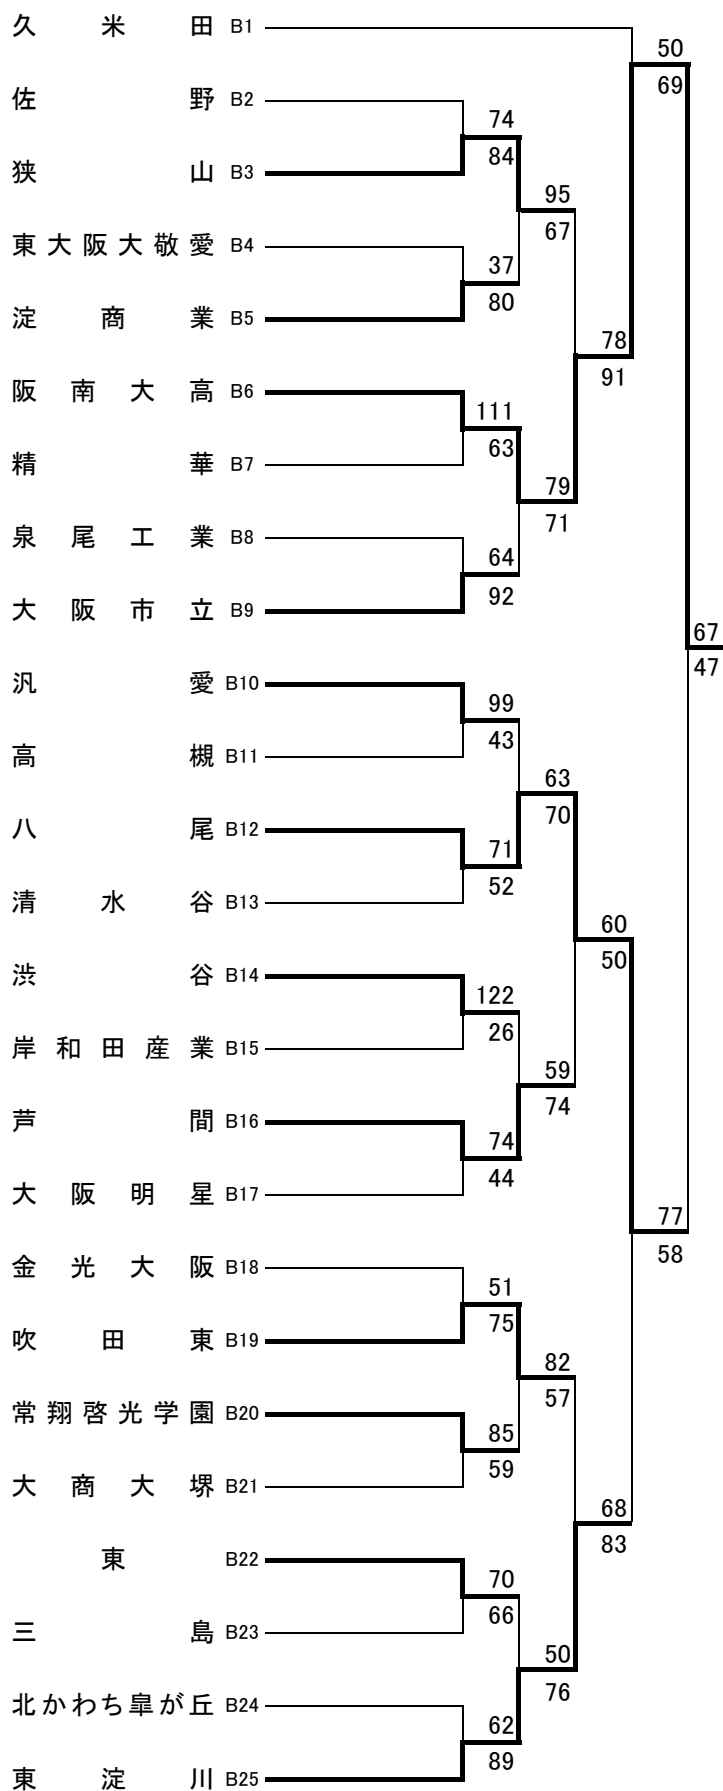 久米田 B1
50
69
佐野 B2
74
84
狭山 B3
95
67
東大阪大敬愛 B4
37
80
淀商業 B5
78
91
阪南大高 B6
111
63
精華 B7
79
71
泉尾工業 B8
64
92
大阪市立 B9
67
47
汎愛 B10
99
43
高槻 B11
63
70
八尾 B12
71
52
清水谷 B13
60
50
渋谷 B14
122
26
岸和田産業 B15
59
74
芦間 B16
74
44
大阪明星 B17
77
58
金光大阪 B18
51
75
吹田東 B19
82
57
常翔啓光学園 B20
85
59
大商大堺 B21
68
83
東 B22
70
66
三島 B23
50
76
北かわち皐が丘 B24
62
89
東淀川 B25